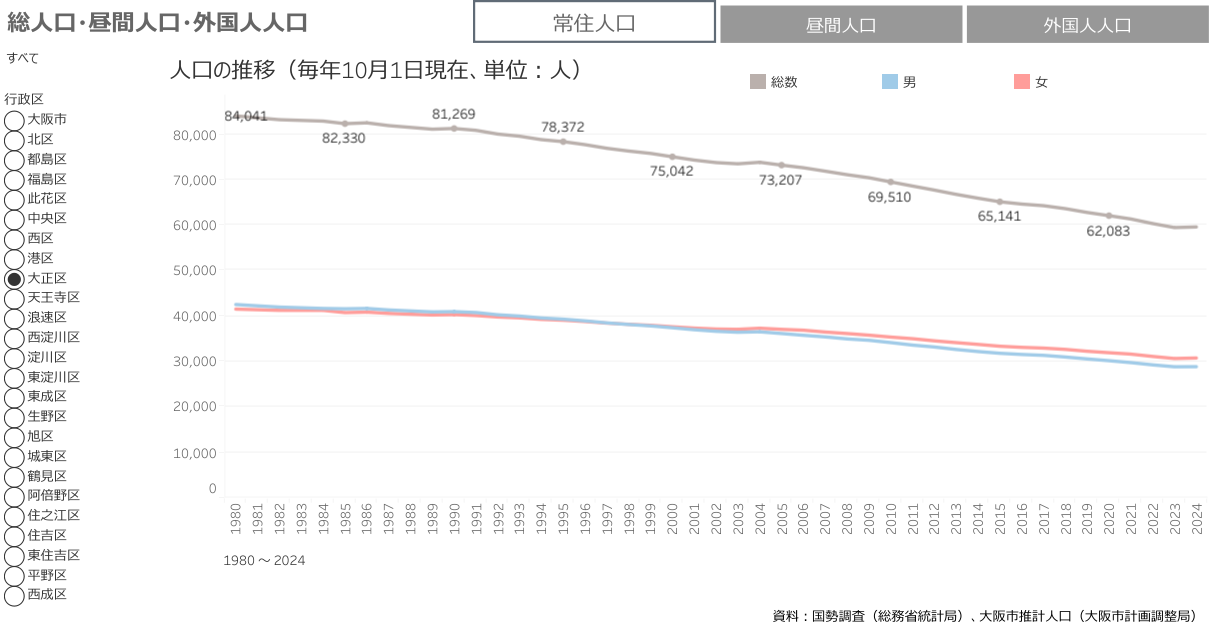 総人口･昼間人口･外国人人口
常住人口
昼間人口
外国人人口
すべて
行政区
大阪市
北区
都島区
福島区
此花区
中央区
西区
港区
大正区
天王寺区
浪速区
西淀川区
淀川区
東淀川区
東成区
生野区
旭区
城東区
鶴見区
阿倍野区
住之江区
住吉区
東住吉区
平野区
西成区
人口の推移（毎年10月1日現在、単位：人）
総数
男
女
84,041
82,330
81,269
78,372
75,042
73,207
69,510
65,141
62,083
80,000
70,000
60,000
50,000
40,000
30,000
20,000
10,000
0
1980
1981
1982
1983
1984
1985
1986
1987
1988
1989
1990
1991
1992
1993
1994
1995
1996
1997
1998
1999
2000
2001
2002
2003
2004
2005
2006
2007
2008
2009
2010
2011
2012
2013
2014
2015
2016
2017
2018
2019
2020
2021
2022
2023
2024
1980 ～ 2024
資料：国勢調査（総務省統計局）、大阪市推計人口（大阪市計画調整局）